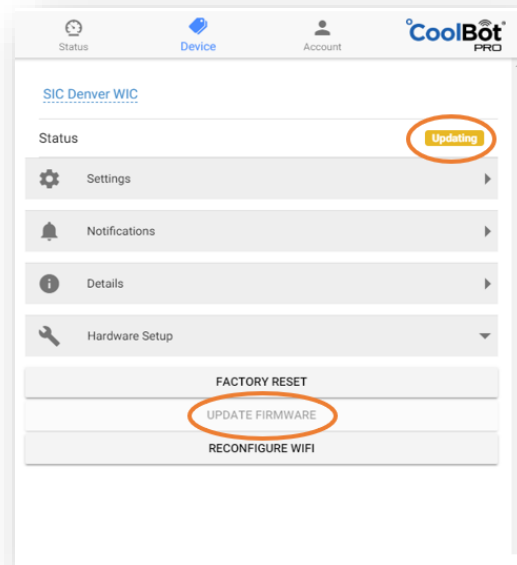 Status
Device
Account
°CoolBot®
PRO
SIC Denver WIC
Status
Updating
Settings
Notifications
Details
Hardware Setup
FACTORY RESET
UPDATE FIRMWARE
RECONFIGURE WIFI